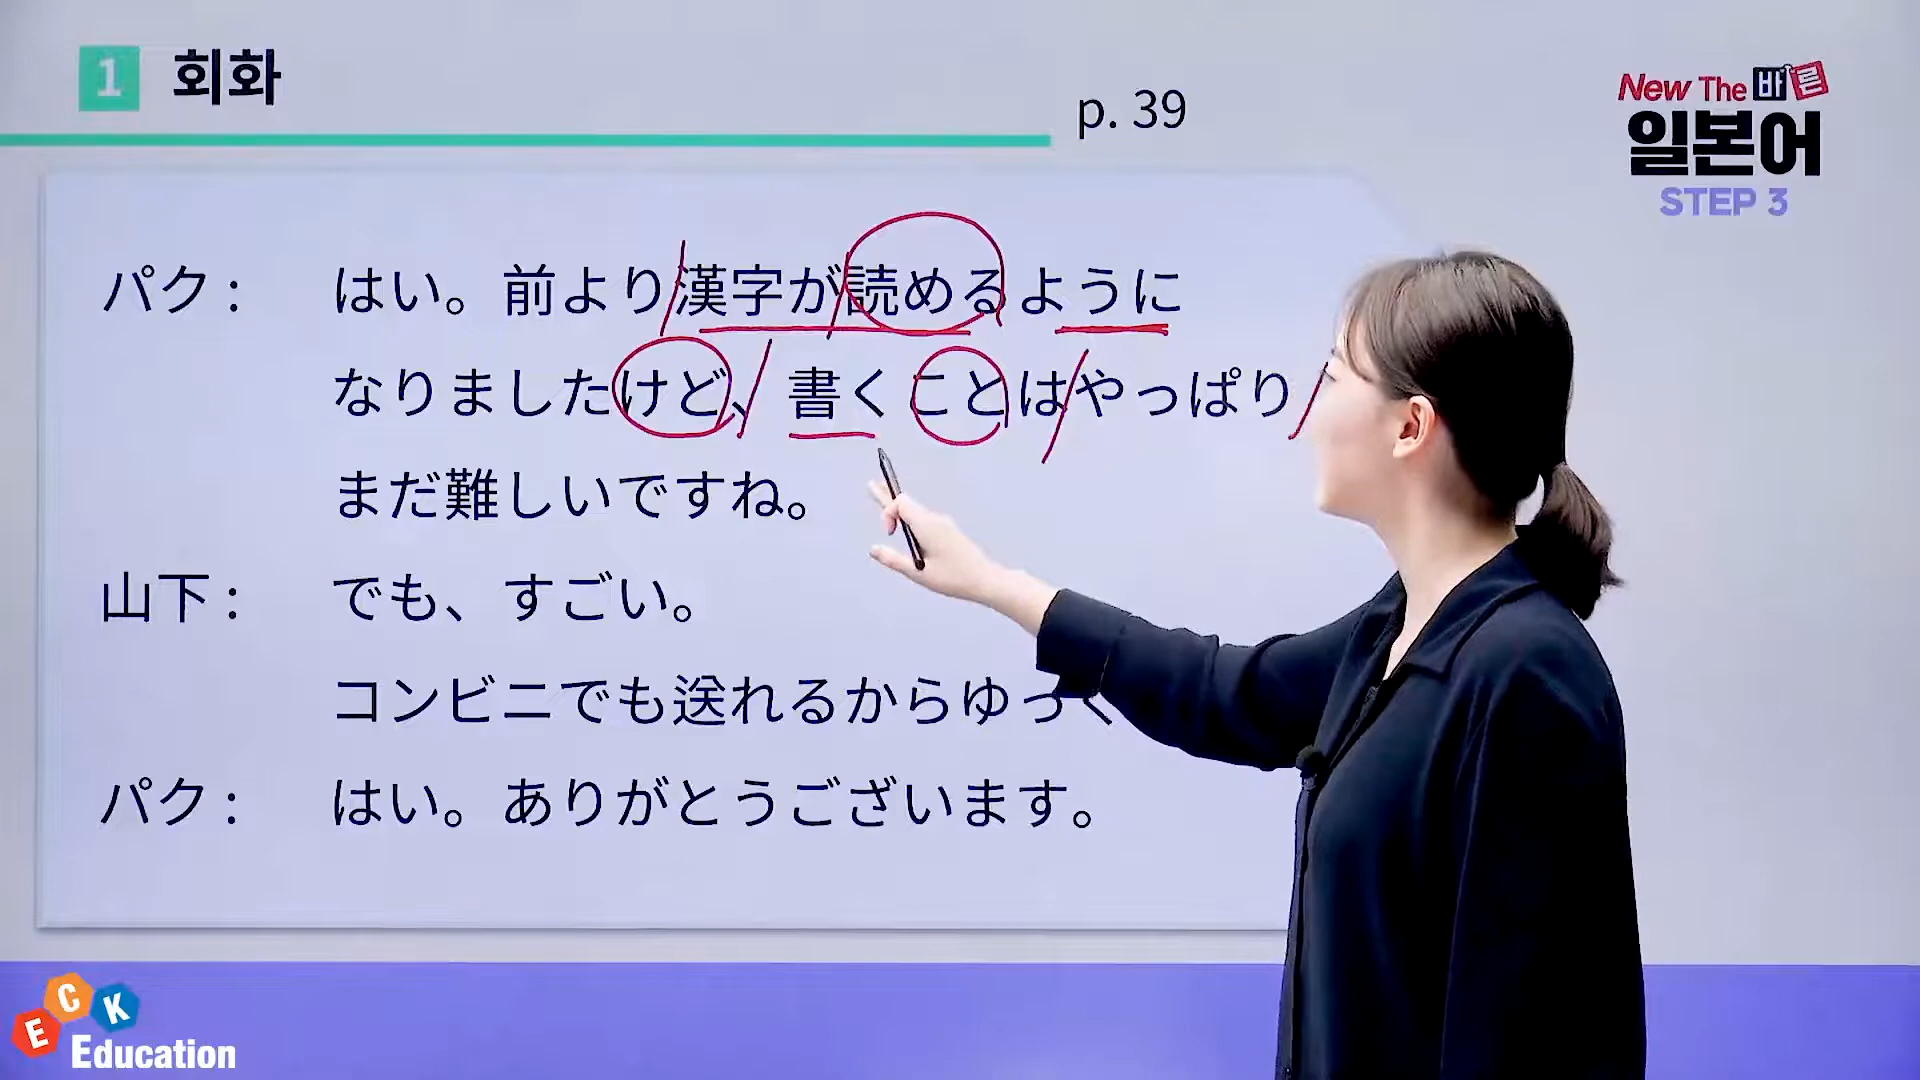 1 회화
p. 39
New The 바른
일본어
STEP 3
パク : はい。前より漢字が読めるように
なりましたけど、書くことはやっぱり
まだ難しいですね。
山下 : でも、すごい。
コンビニでも送れるからゆっく
パク : はい。ありがとうございます。
ECK
Education